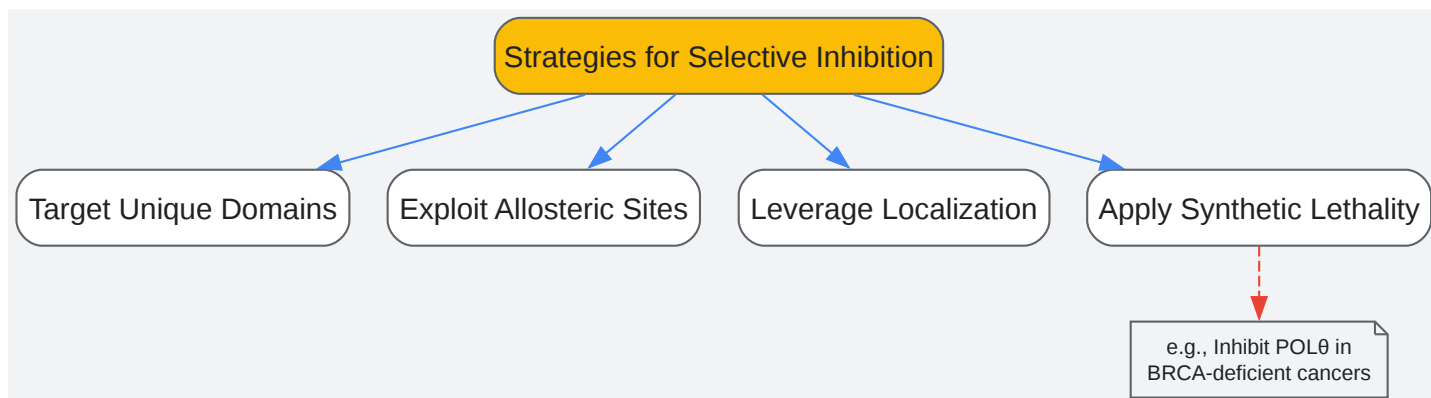 Strategies for Selective Inhibition
Target Unique Domains
Exploit Allosteric Sites
Leverage Localization
Apply Synthetic Lethality
e.g., Inhibit POLθ in
BRCA-deficient cancers